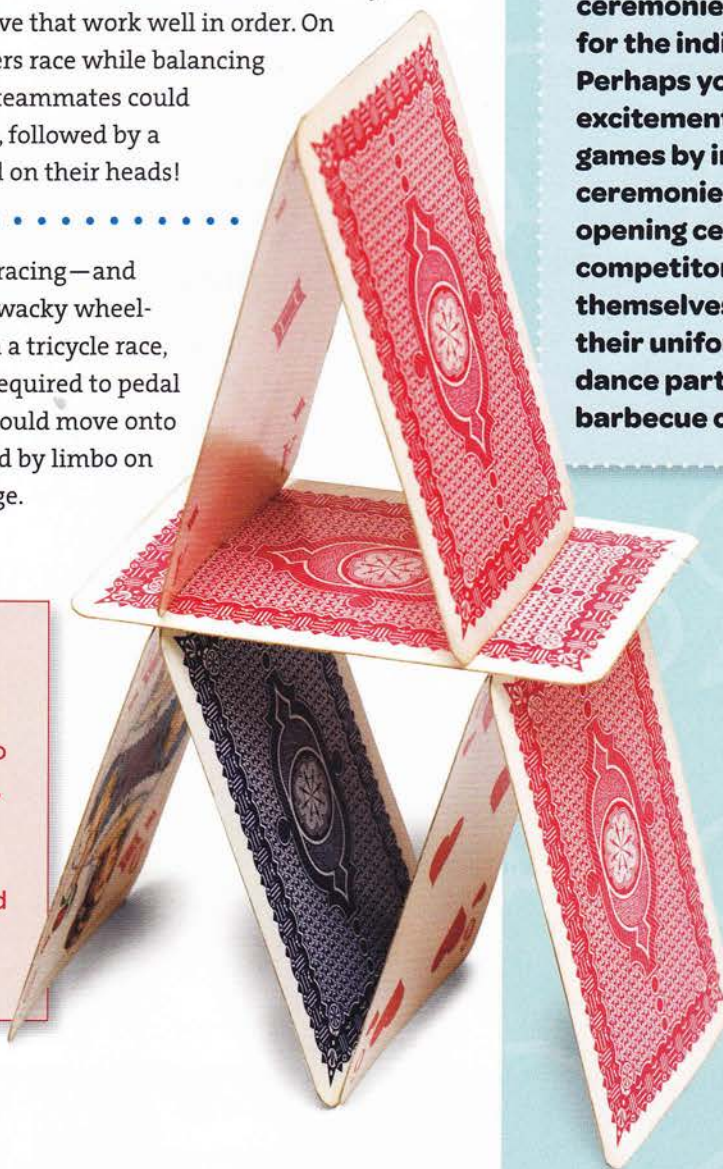 ve that work well in order. On
ers race while balancing
teammates could
, followed by a
d on their heads!
racing—and
wacky wheel-
a tricycle race,
equired to pedal
ould move onto
d by limbo on
ge.
ceremonie
for the indi
Perhaps yo
excitement
games by in
ceremonie
opening ce
competitor
themselves
their unifo
dance part
barbecue o